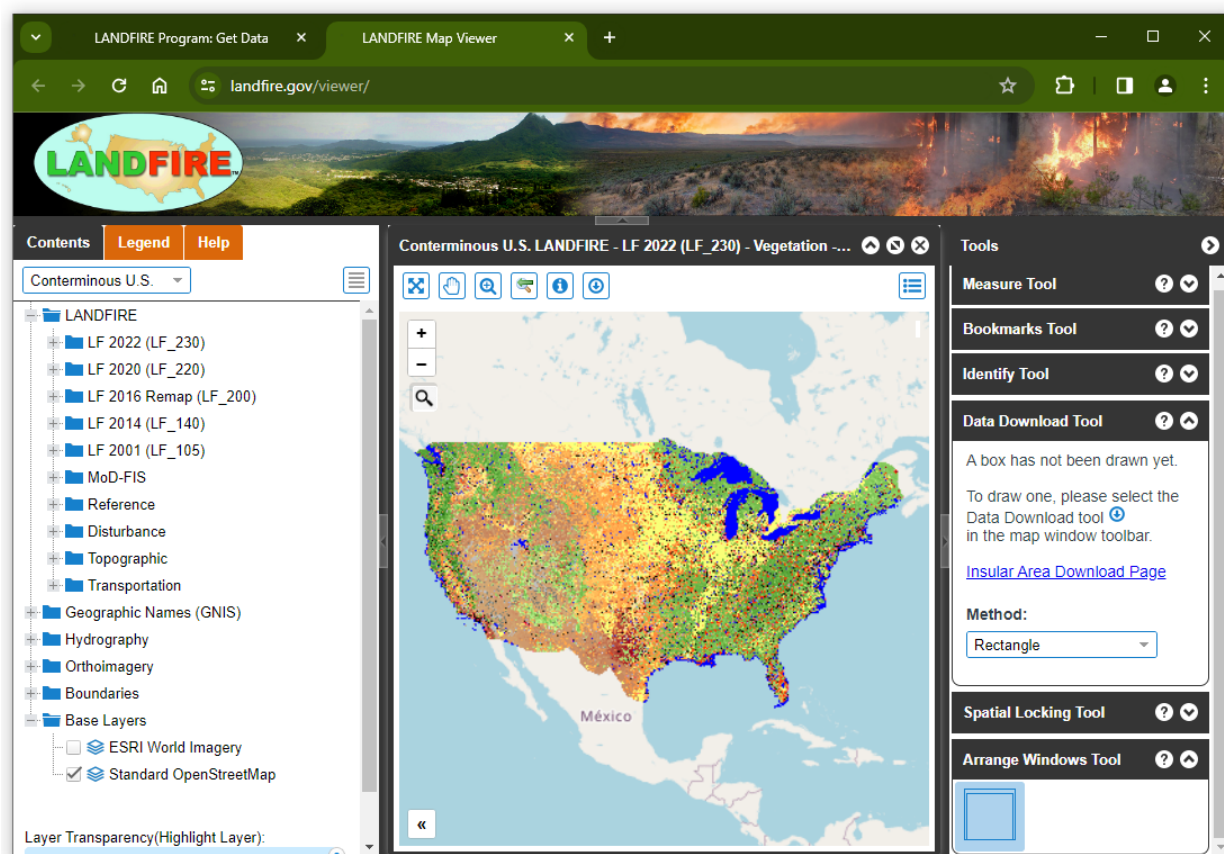 LANDFIRE Program: Get Data
LANDFIRE Map Viewer
landfire.gov/viewer/
LANDFIRE
Contents
Legend
Help
Conterminous U.S.
LANDFIRE
LF 2022 (LF_230)
LF 2020 (LF_220)
LF 2016 Remap (LF_200)
LF 2014 (LF_140)
LF 2001 (LF_105)
MoD-FIS
Reference
Disturbance
Topographic
Transportation
Geographic Names (GNIS)
Hydrography
Orthoimagery
Boundaries
Base Layers
ESRI World Imagery
Standard OpenStreetMap
Layer Transparency(Highlight Layer):
Conterminous U.S. LANDFIRE - LF 2022 (LF_230) - Vegetation -...
+
−
México
«
Tools
Measure Tool
Bookmarks Tool
Identify Tool
Data Download Tool
A box has not been drawn yet.
To draw one, please select the
Data Download tool
in the map window toolbar.
Insular Area Download Page
Method:
Rectangle
Spatial Locking Tool
Arrange Windows Tool